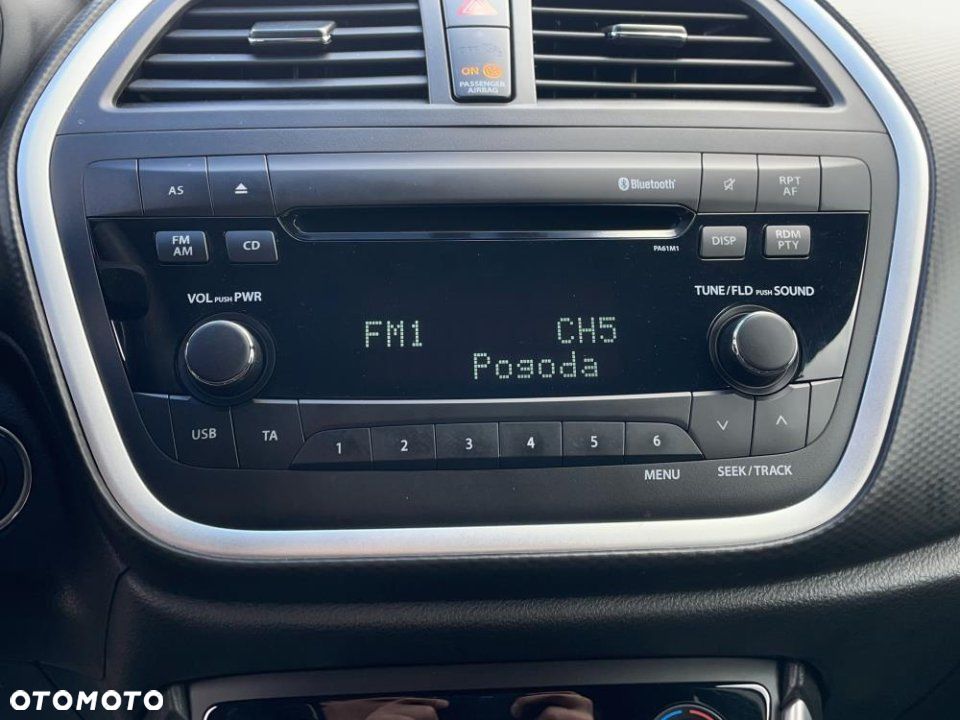 ON
PASSENGER
AIRBAG
AS
Bluetooth
RPT
AF
FM
AM
CD
PA61M1
DISP
RDM
PTY
VOL PUSH PWR
TUNE/FLD PUSH SOUND
FM1 CH5
Pogoda
USB
TA
1 2 3 4 5 6
MENU
SEEK/TRACK
OTOMOTO